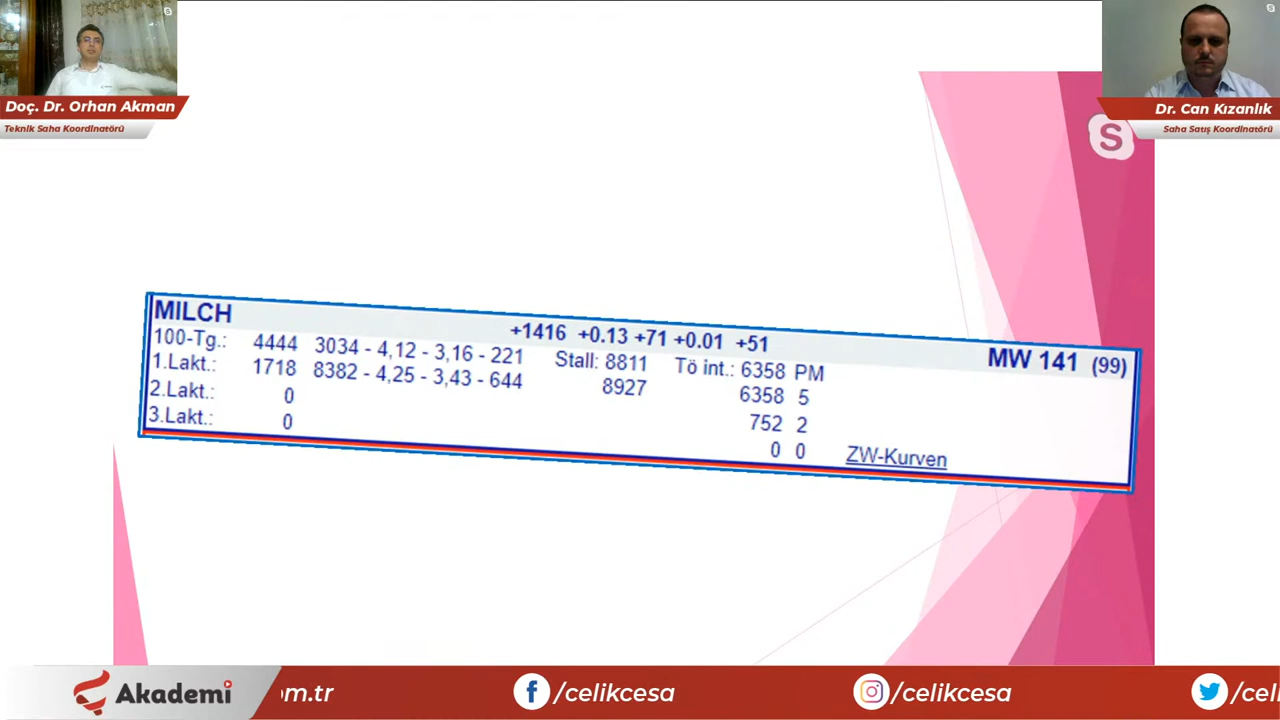 Doç. Dr. Orhan Akman
Teknik Saha Koordinatörü
Dr. Can Kızanlık
Saha Satış Koordinatörü
S
MILCH +1416 +0.13 +71 +0.01 +51 MW 141 (99)
100-Tg.: 4444 3034 - 4,12 - 3,16 - 221 Stall: 8811 Tö int.: 6358 PM
1.Lakt.: 1718 8382 - 4,25 - 3,43 - 644 8927 6358 5
2.Lakt.: 0 752 2
3.Lakt.: 0 0 0 ZW-Kurven
Akademi
om.tr
/celikcesa
/celikcesa
/cel